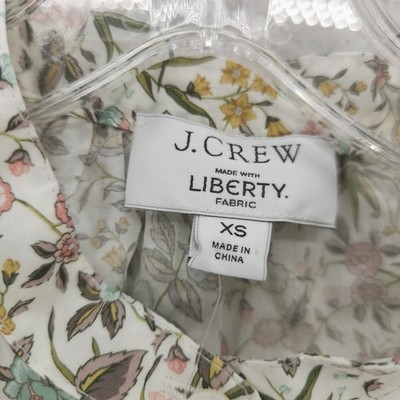 J.CREW
MADE WITH
LIBERTY.
FABRIC
XS
MADE IN
CHINA